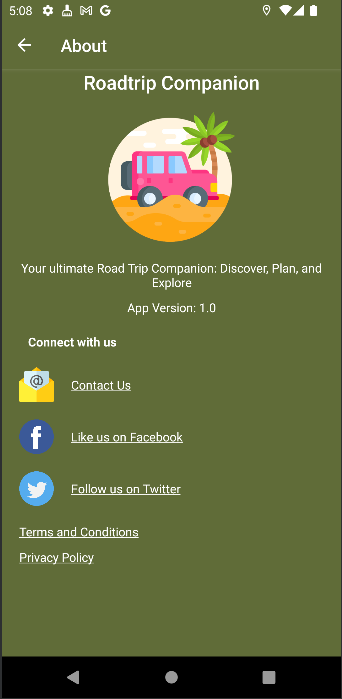 5:08
About
Roadtrip Companion
Your ultimate Road Trip Companion: Discover, Plan, and
Explore
App Version: 1.0
Connect with us
@
Contact Us
f
Like us on Facebook
Follow us on Twitter
Terms and Conditions
Privacy Policy